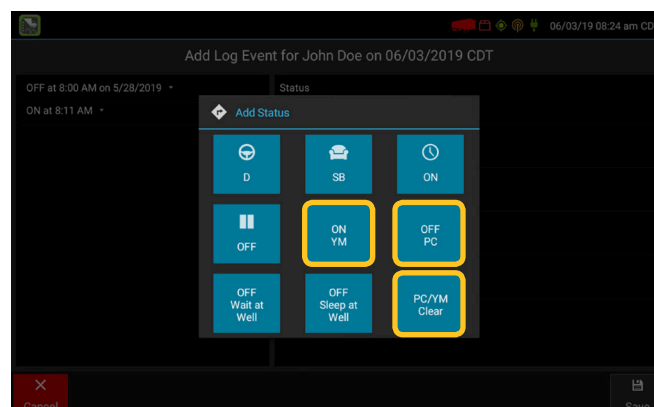 06/03/19 08:24 am CD
Add Log Event for John Doe on 06/03/2019 CDT
OFF at 8:00 AM on 5/28/2019
ON at 8:11 AM
Status
Add Status
D
SB
ON
OFF
ON
YM
OFF
PC
OFF
Wait at
Well
OFF
Sleep at
Well
PC/YM
Clear
Cancel
Save